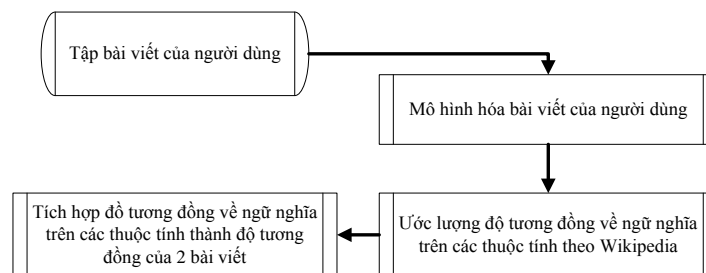 Tập bài viết của người dùng
Mô hình hóa bài viết của người dùng
Ước lượng độ tương đồng về ngữ nghĩa
trên các thuộc tính theo Wikipedia
Tích hợp đồ tương đồng về ngữ nghĩa
trên các thuộc tính thành độ tương
đồng của 2 bài viết